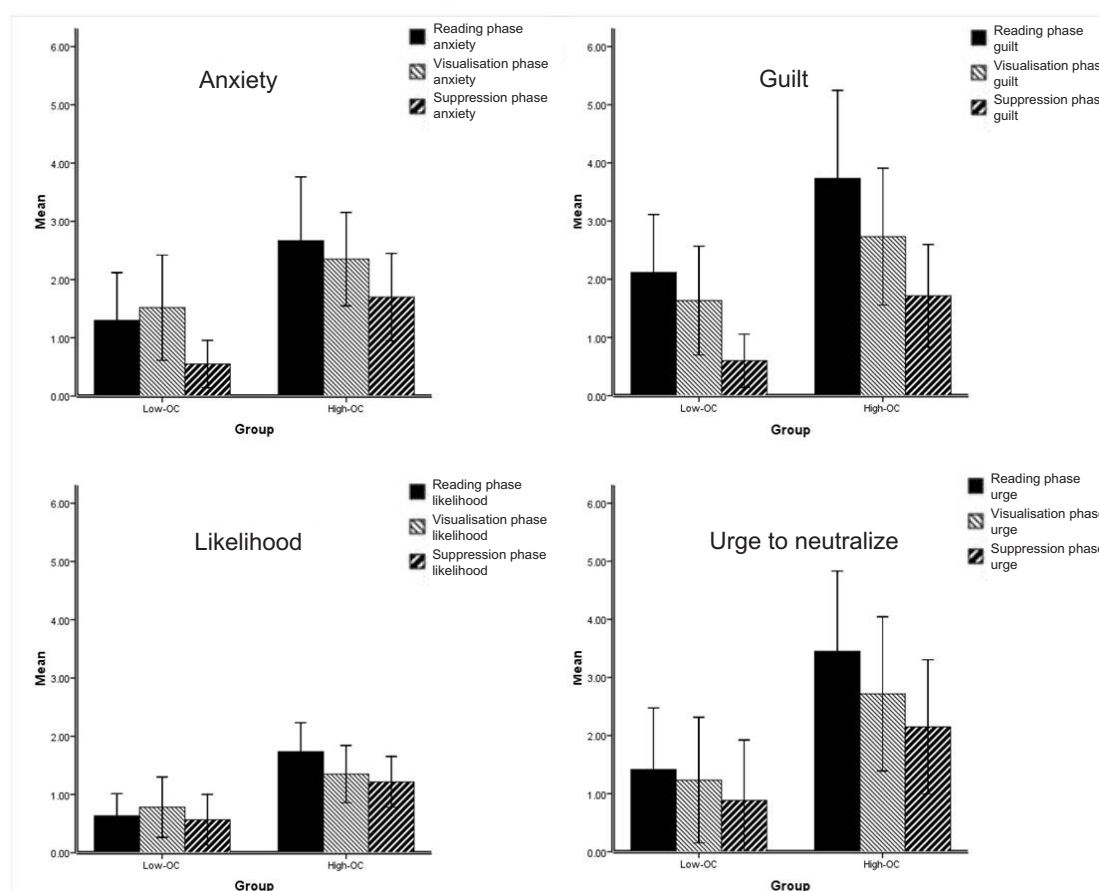 Anxiety
Reading phase
anxiety
Visualisation phase
anxiety
Suppression phase
anxiety
6.00
5.00
4.00
3.00
2.00
1.00
0.00
Mean
Low-OC
High-OC
Group
Guilt
Reading phase
guilt
Visualisation phase
guilt
Suppression phase
guilt
6.00
5.00
4.00
3.00
2.00
1.00
0.00
Mean
Low-OC
High-OC
Group
Likelihood
Reading phase
likelihood
Visualisation phase
likelihood
Suppression phase
likelihood
6.00
5.00
4.00
3.00
2.00
1.00
0.00
Mean
Low-OC
High-OC
Group
Urge to neutralize
Reading phase
urge
Visualisation phase
urge
Suppression phase
urge
6.00
5.00
4.00
3.00
2.00
1.00
0.00
Mean
Low-OC
High-OC
Group